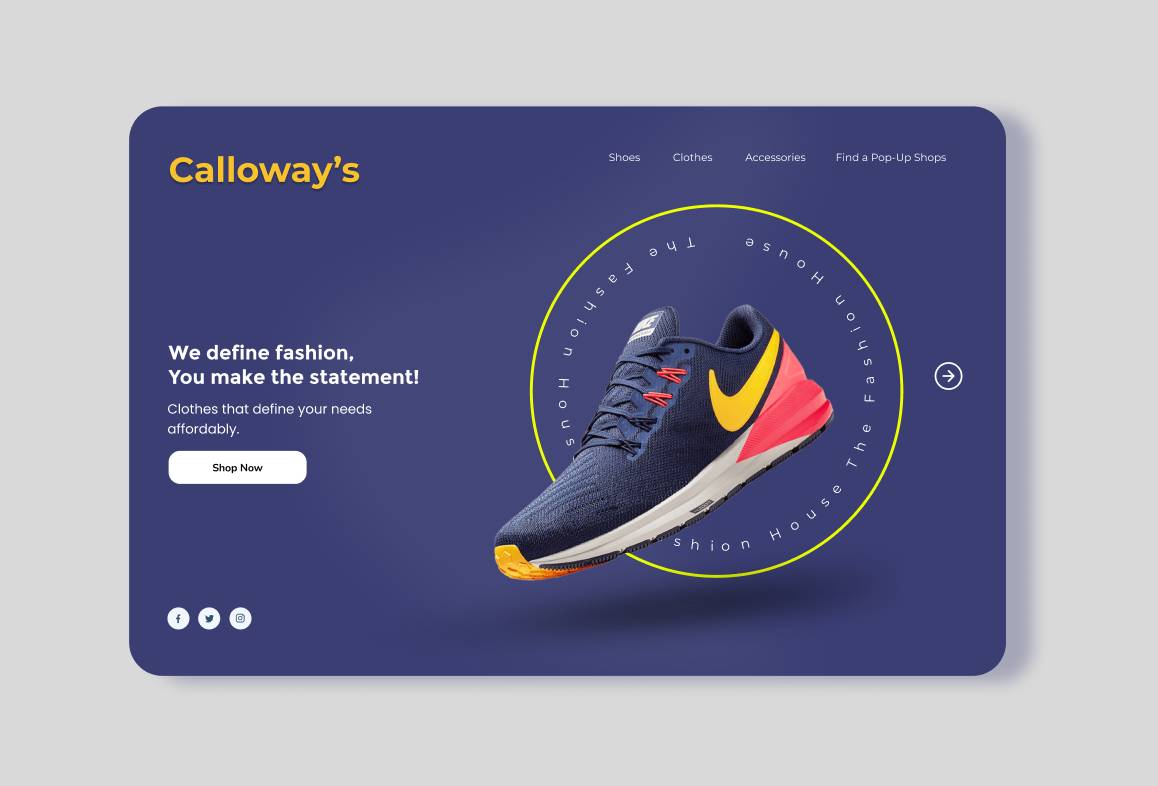 Calloway’s
Shoes
Clothes
Accessories
Find a Pop-Up Shops
The Fashion House The Fashion House
The Fashion Hous
shion
We define fashion,
You make the statement!
Clothes that define your needs
affordably.
Shop Now